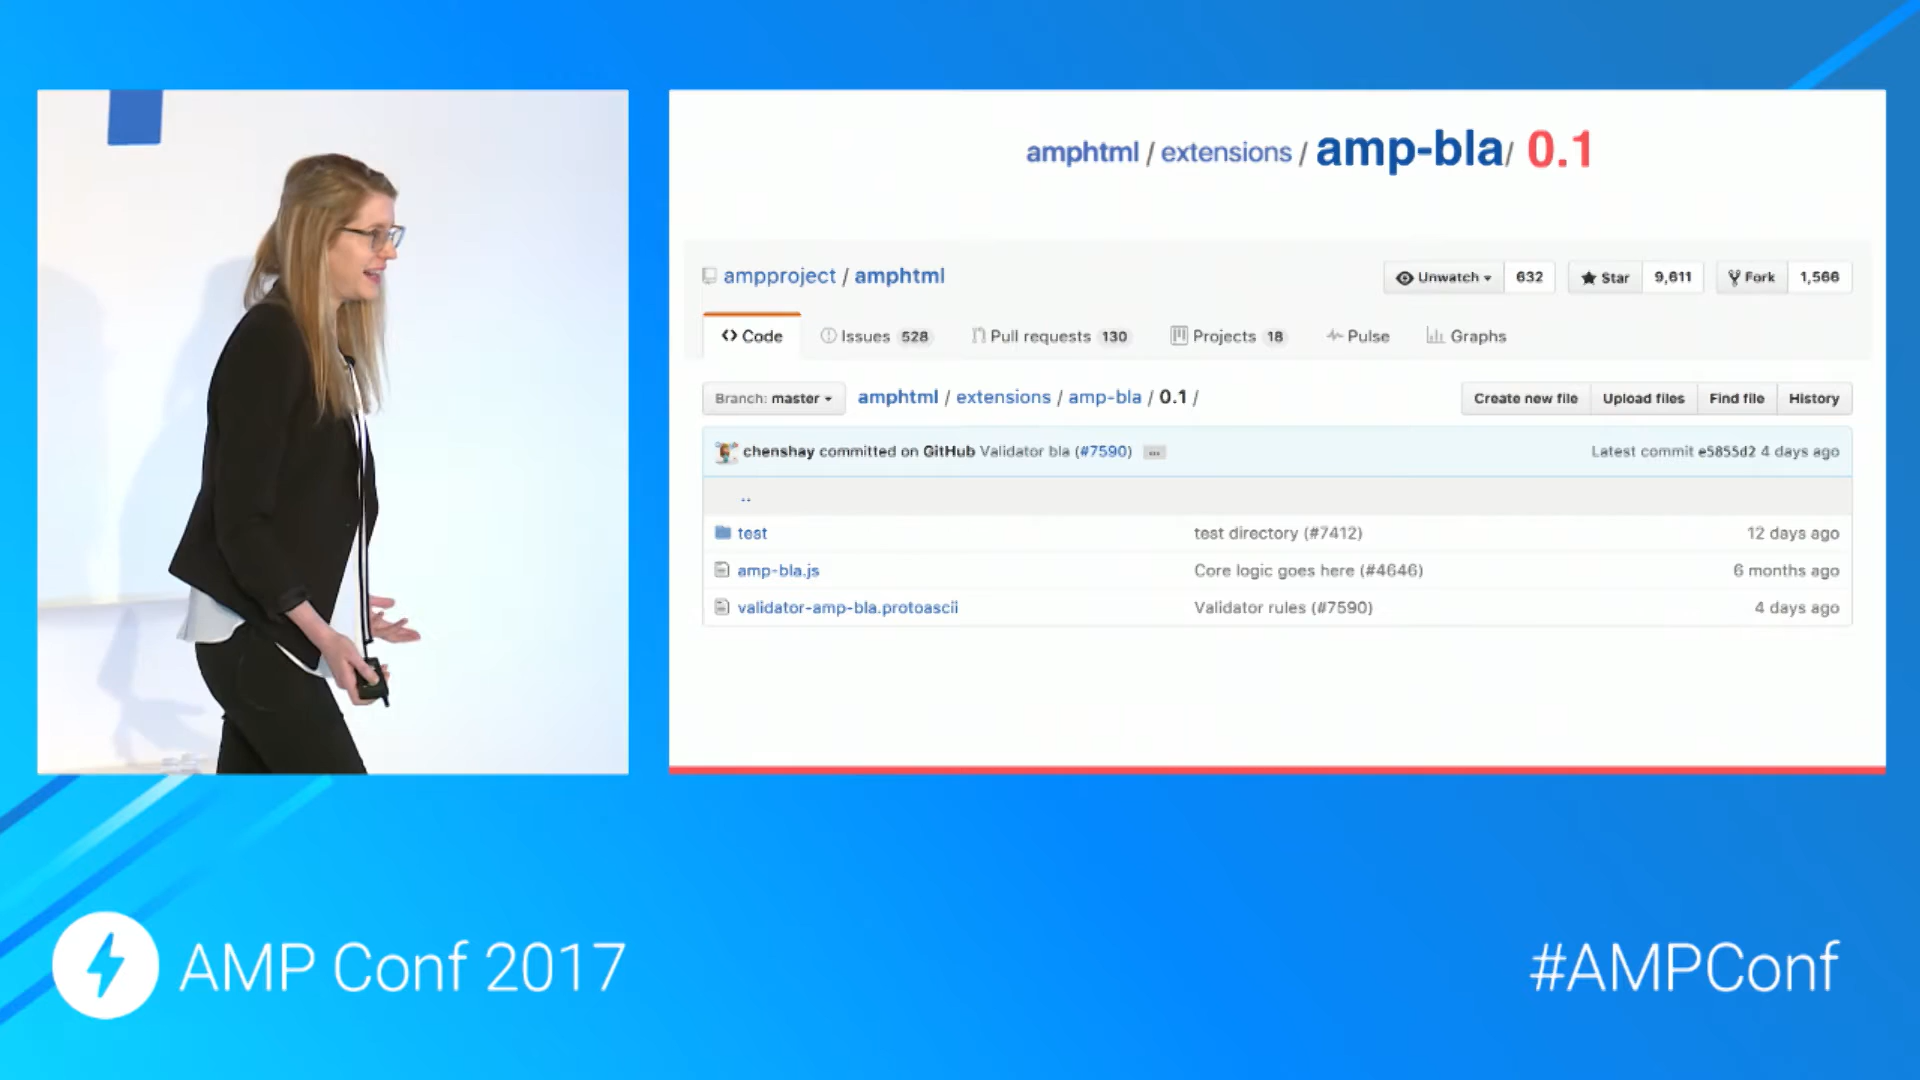 amphtml / extensions / amp-bla/ 0.1
ampproject / amphtml
Unwatch 632 Star 9,611 Fork 1,566
Code Issues 528 Pull requests 130 Projects 18 Pulse Graphs
Branch: master amphtml / extensions / amp-bla / 0.1 / Create new file Upload files Find file History
chenshay committed on GitHub Validator bla (#7590) ... Latest commit e5855d2 4 days ago
..
test test directory (#7412) 12 days ago
amp-bla.js Core logic goes here (#4646) 6 months ago
validator-amp-bla.protoascii Validator rules (#7590) 4 days ago
AMP Conf 2017 #AMPConf